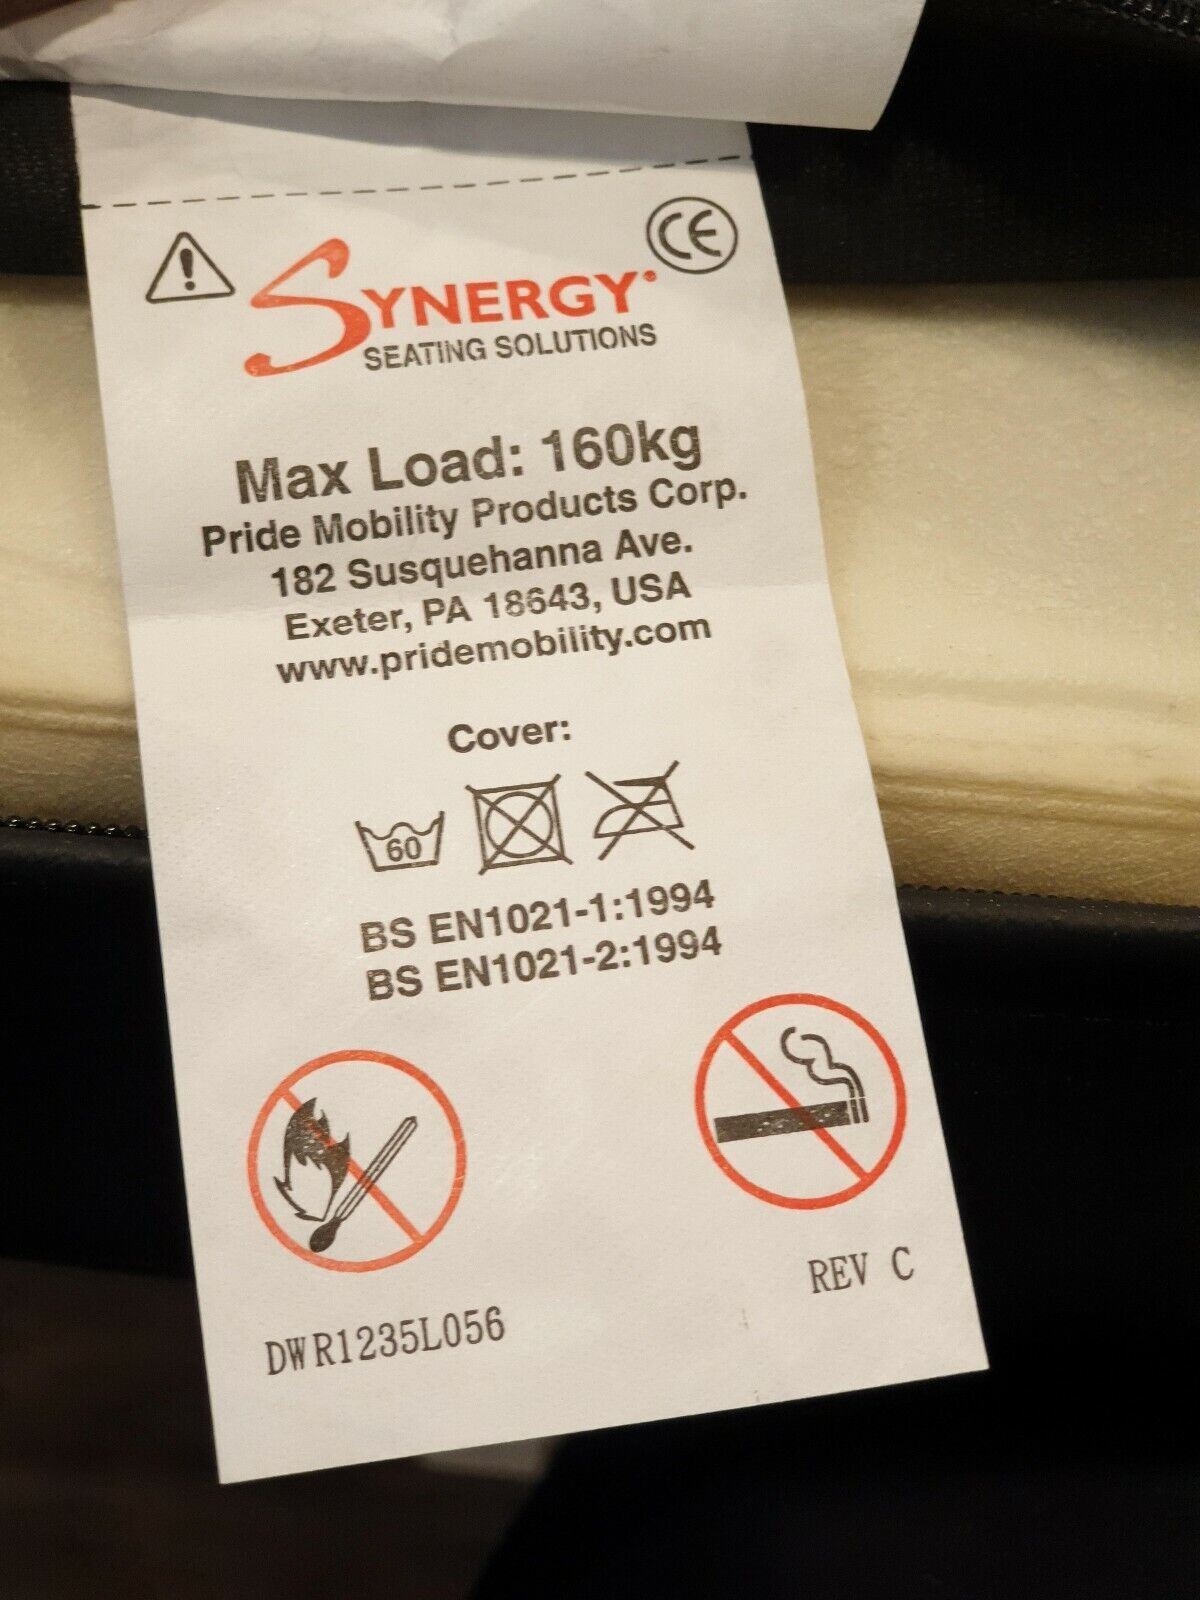 CE
SYNERGY
SEATING SOLUTIONS
Max Load: 160kg
Pride Mobility Products Corp.
182 Susquehanna Ave.
Exeter, PA 18643, USA
www.pridemobility.com
Cover:
60
BS EN1021-1:1994
BS EN1021-2:1994
REV C
DWR1235L056